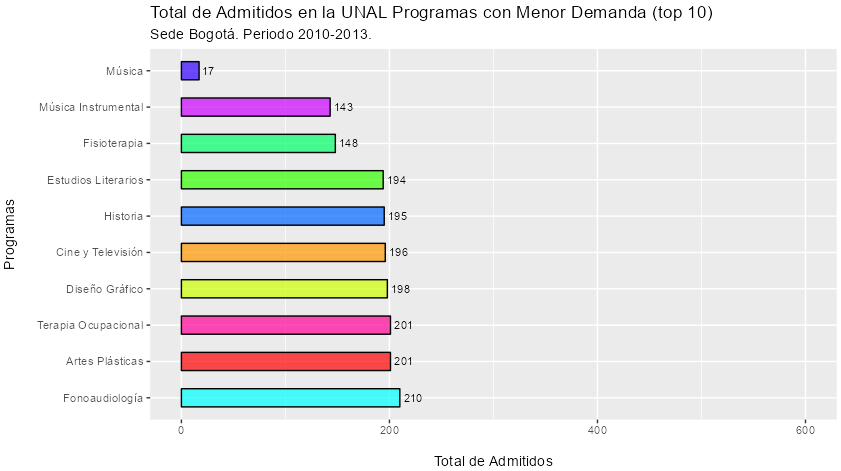 Total de Admitidos en la UNAL Programas con Menor Demanda (top 10)
Sede Bogotá. Periodo 2010-2013.
Programas
Música 17
Música Instrumental 143
Fisioterapia 148
Estudios Literarios 194
Historia 195
Cine y Televisión 196
Diseño Gráfico 198
Terapia Ocupacional 201
Artes Plásticas 201
Fonoaudiología 210
0 200 400 600
Total de Admitidos